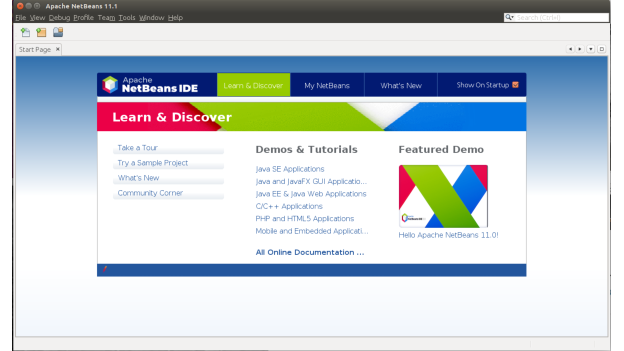 Apache NetBeans 11.1
File View Debug Profile Team Tools Window Help
Search (Ctrl+I)
Start Page
Apache
NetBeans IDE
Learn & Discover
My NetBeans
What's New
Show On Startup
Learn & Discover
Take a Tour
Try a Sample Project
What's New
Community Corner
Demos & Tutorials
Java SE Applications
Java and JavaFX GUI Applicatio...
Java EE & Java Web Applications
C/C++ Applications
PHP and HTML5 Applications
Mobile and Embedded Applicati...
All Online Documentation ...
Featured Demo
Hello Apache NetBeans 11.0!